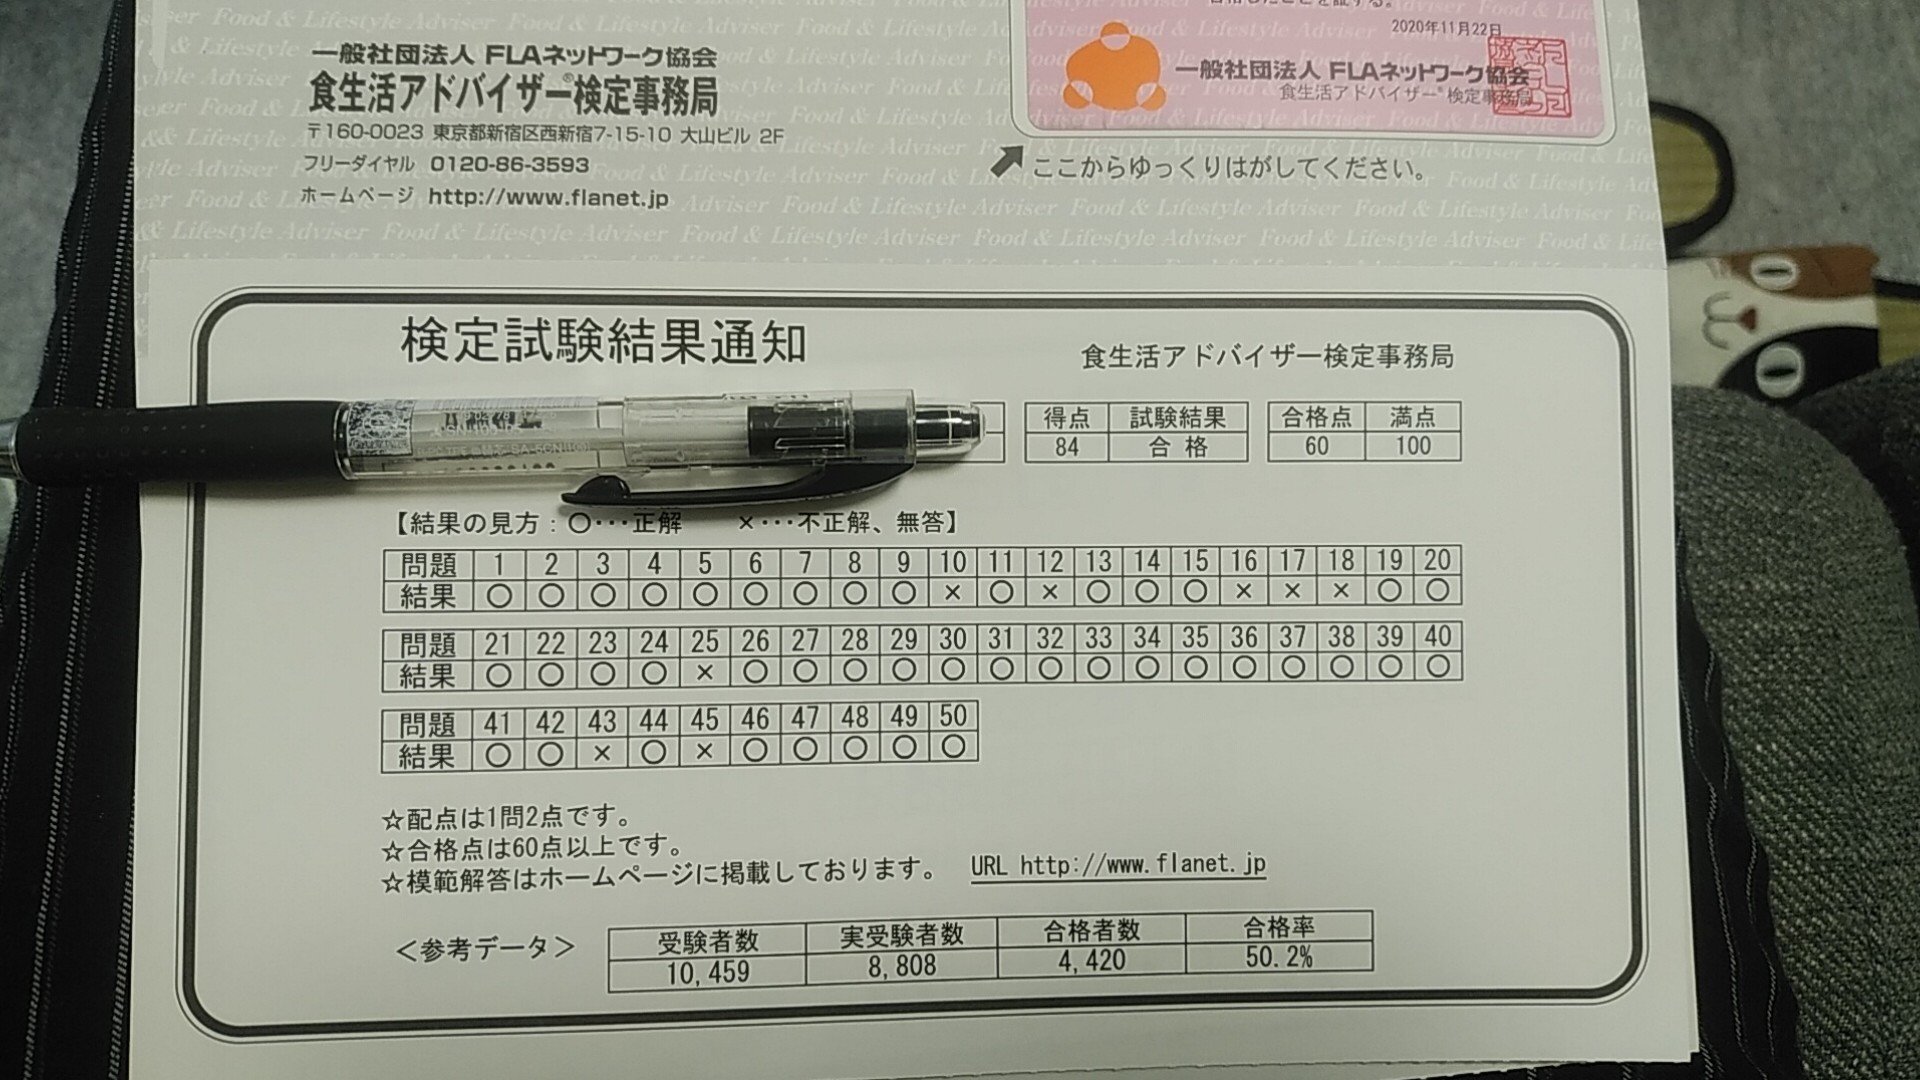 合格したことを証する。
2020年11月22日
一般社団法人 FLAネットワーク協会
食生活アドバイザー®検定事務局
一般社団法人 FLAネットワーク協会
食生活アドバイザー®検定事務局
〒160-0023 東京都新宿区西新宿7-15-10 大山ビル 2F
フリーダイヤル 0120-86-3593
ホームページ http://www.flanet.jp
ここからゆっくりはがしてください。
Food & Lifestyle Adviser
検定試験結果通知
食生活アドバイザー検定事務局
得点 試験結果 合格点 満点
84 合 格 60 100
【結果の見方：○･･･正解 ×･･･不正解、無答】
問題 1 2 3 4 5 6 7 8 9 10 11 12 13 14 15 16 17 18 19 20
結果 ○ ○ ○ ○ ○ ○ ○ ○ ○ × ○ × ○ ○ ○ × × × ○ ○
問題 21 22 23 24 25 26 27 28 29 30 31 32 33 34 35 36 37 38 39 40
結果 ○ ○ ○ ○ × ○ ○ ○ ○ ○ ○ ○ ○ ○ ○ ○ ○ ○ ○ ○
問題 41 42 43 44 45 46 47 48 49 50
結果 ○ ○ × ○ × ○ ○ ○ ○ ○
☆配点は1問2点です。
☆合格点は60点以上です。
☆模範解答はホームページに掲載しております。 URL http://www.flanet.jp
＜参考データ＞
受験者数 実受験者数 合格者数 合格率
10,459 8,808 4,420 50.2%